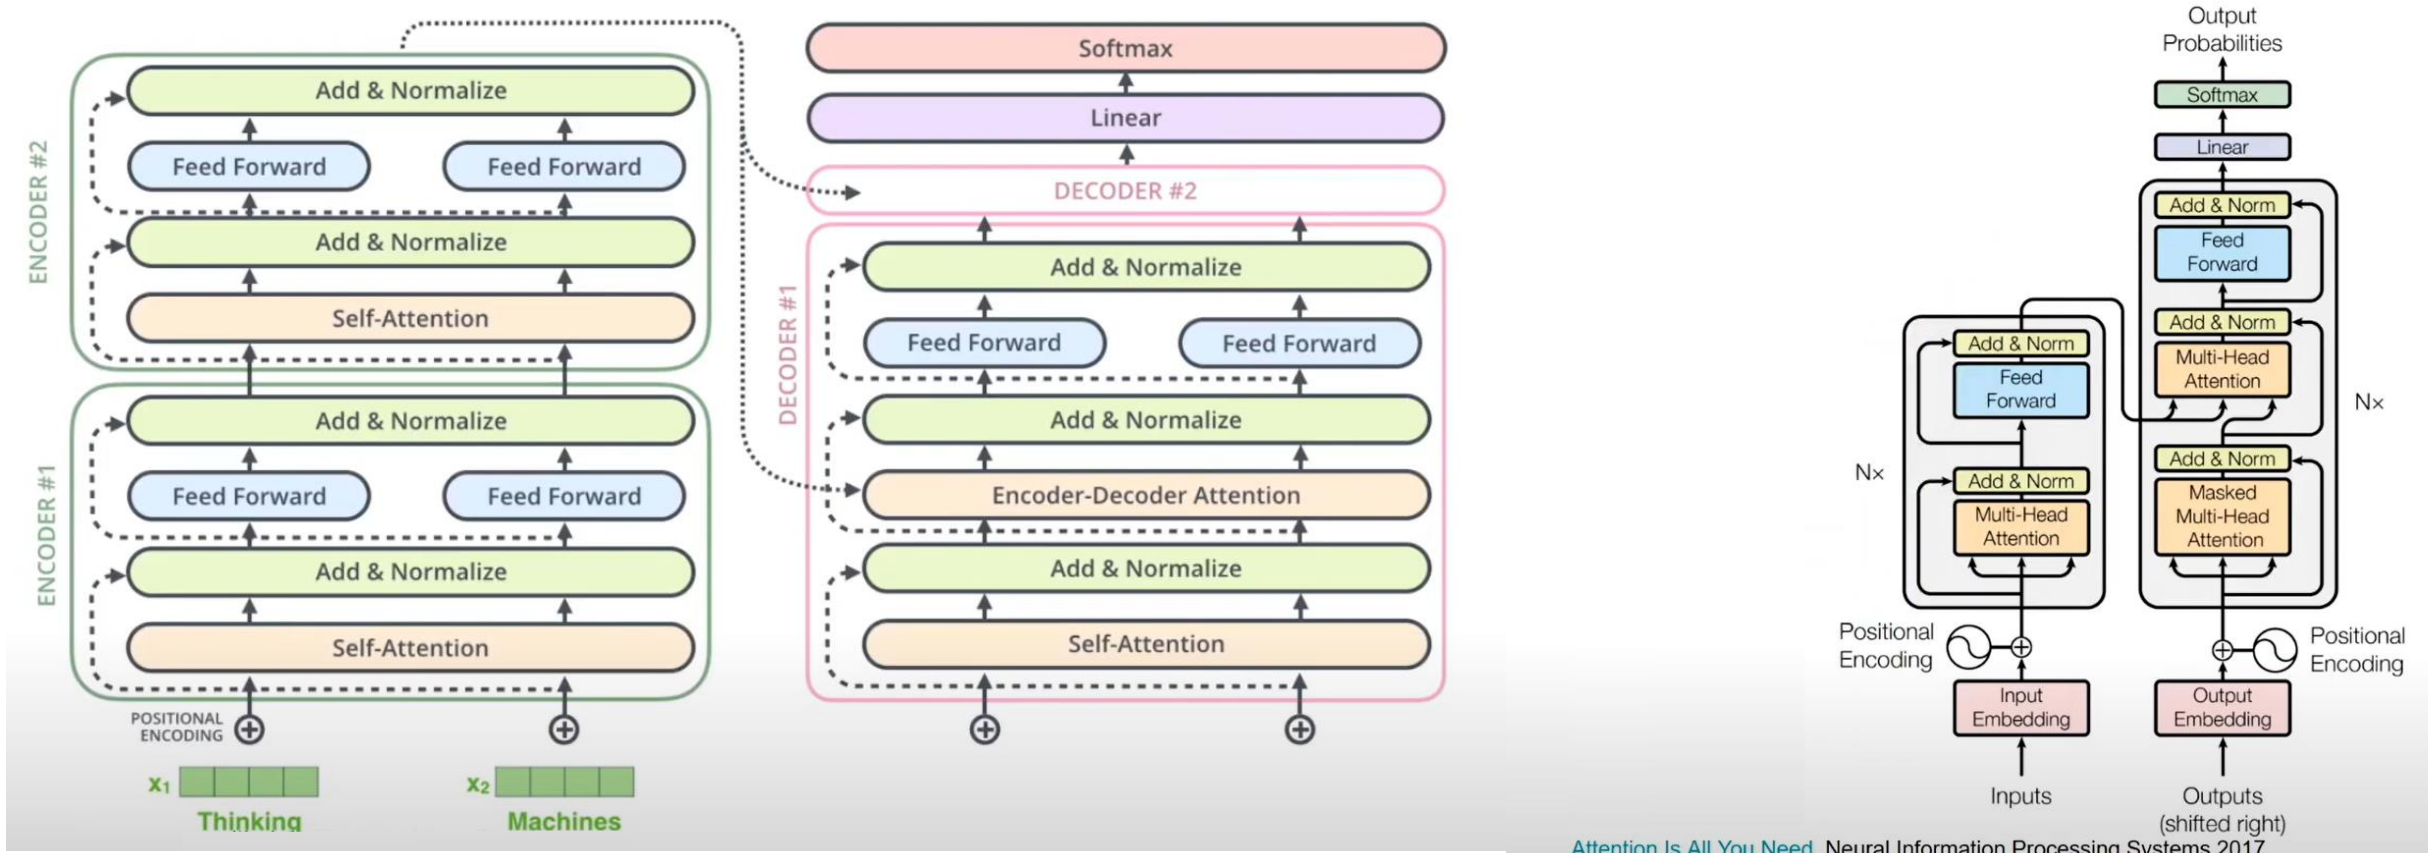 ENCODER #2
Add & Normalize
Feed Forward
Feed Forward
Add & Normalize
Self-Attention
ENCODER #1
Add & Normalize
Feed Forward
Feed Forward
Add & Normalize
Self-Attention
POSITIONAL
ENCODING
x1
x2
Thinking
Machines
Softmax
Linear
DECODER #2
DECODER #1
Add & Normalize
Feed Forward
Feed Forward
Add & Normalize
Encoder-Decoder Attention
Add & Normalize
Self-Attention
Output
Probabilities
Softmax
Linear
Add & Norm
Feed
Forward
Add & Norm
Multi-Head
Attention
N×
Add & Norm
Masked
Multi-Head
Attention
Add & Norm
Feed
Forward
N×
Add & Norm
Multi-Head
Attention
Positional
Encoding
Positional
Encoding
Input
Embedding
Output
Embedding
Inputs
Outputs
(shifted right)
Attention Is All You Need, Neural Information Processing Systems 2017